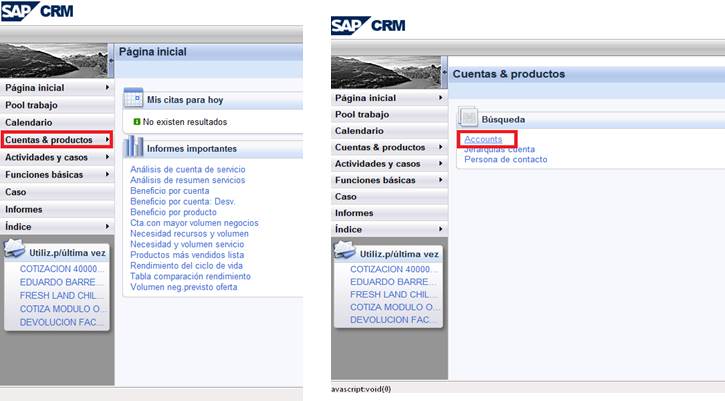 SAP CRM
Página inicial
Página inicial
Pool trabajo
Calendario
Cuentas & productos
Actividades y casos
Funciones básicas
Caso
Informes
Índice
Utiliz.p/última vez
COTIZACION 40000...
EDUARDO BARRE...
FRESH LAND CHIL...
COTIZA MODULO O...
DEVOLUCION FAC...
Mis citas para hoy
No existen resultados
Informes importantes
Análisis de cuenta de servicio
Análisis de resumen servicios
Beneficio por cuenta
Beneficio por cuenta: Desv.
Beneficio por producto
Cta.con mayor volumen negocios
Necesidad recursos y volumen
Necesidad y volumen servicio
Productos más vendidos lista
Rendimiento del ciclo de vida
Tabla comparación rendimiento
Volumen neg.previsto oferta
SAP CRM
Cuentas & productos
Página inicial
Pool trabajo
Calendario
Cuentas & productos
Actividades y casos
Funciones básicas
Caso
Informes
Índice
Utiliz.p/última vez
COTIZACION 40000...
EDUARDO BARRE...
FRESH LAND CHIL...
COTIZA MODULO O...
DEVOLUCION FAC...
Búsqueda
Accounts
Jerarquías cuenta
Persona de contacto
avascript:void(0)